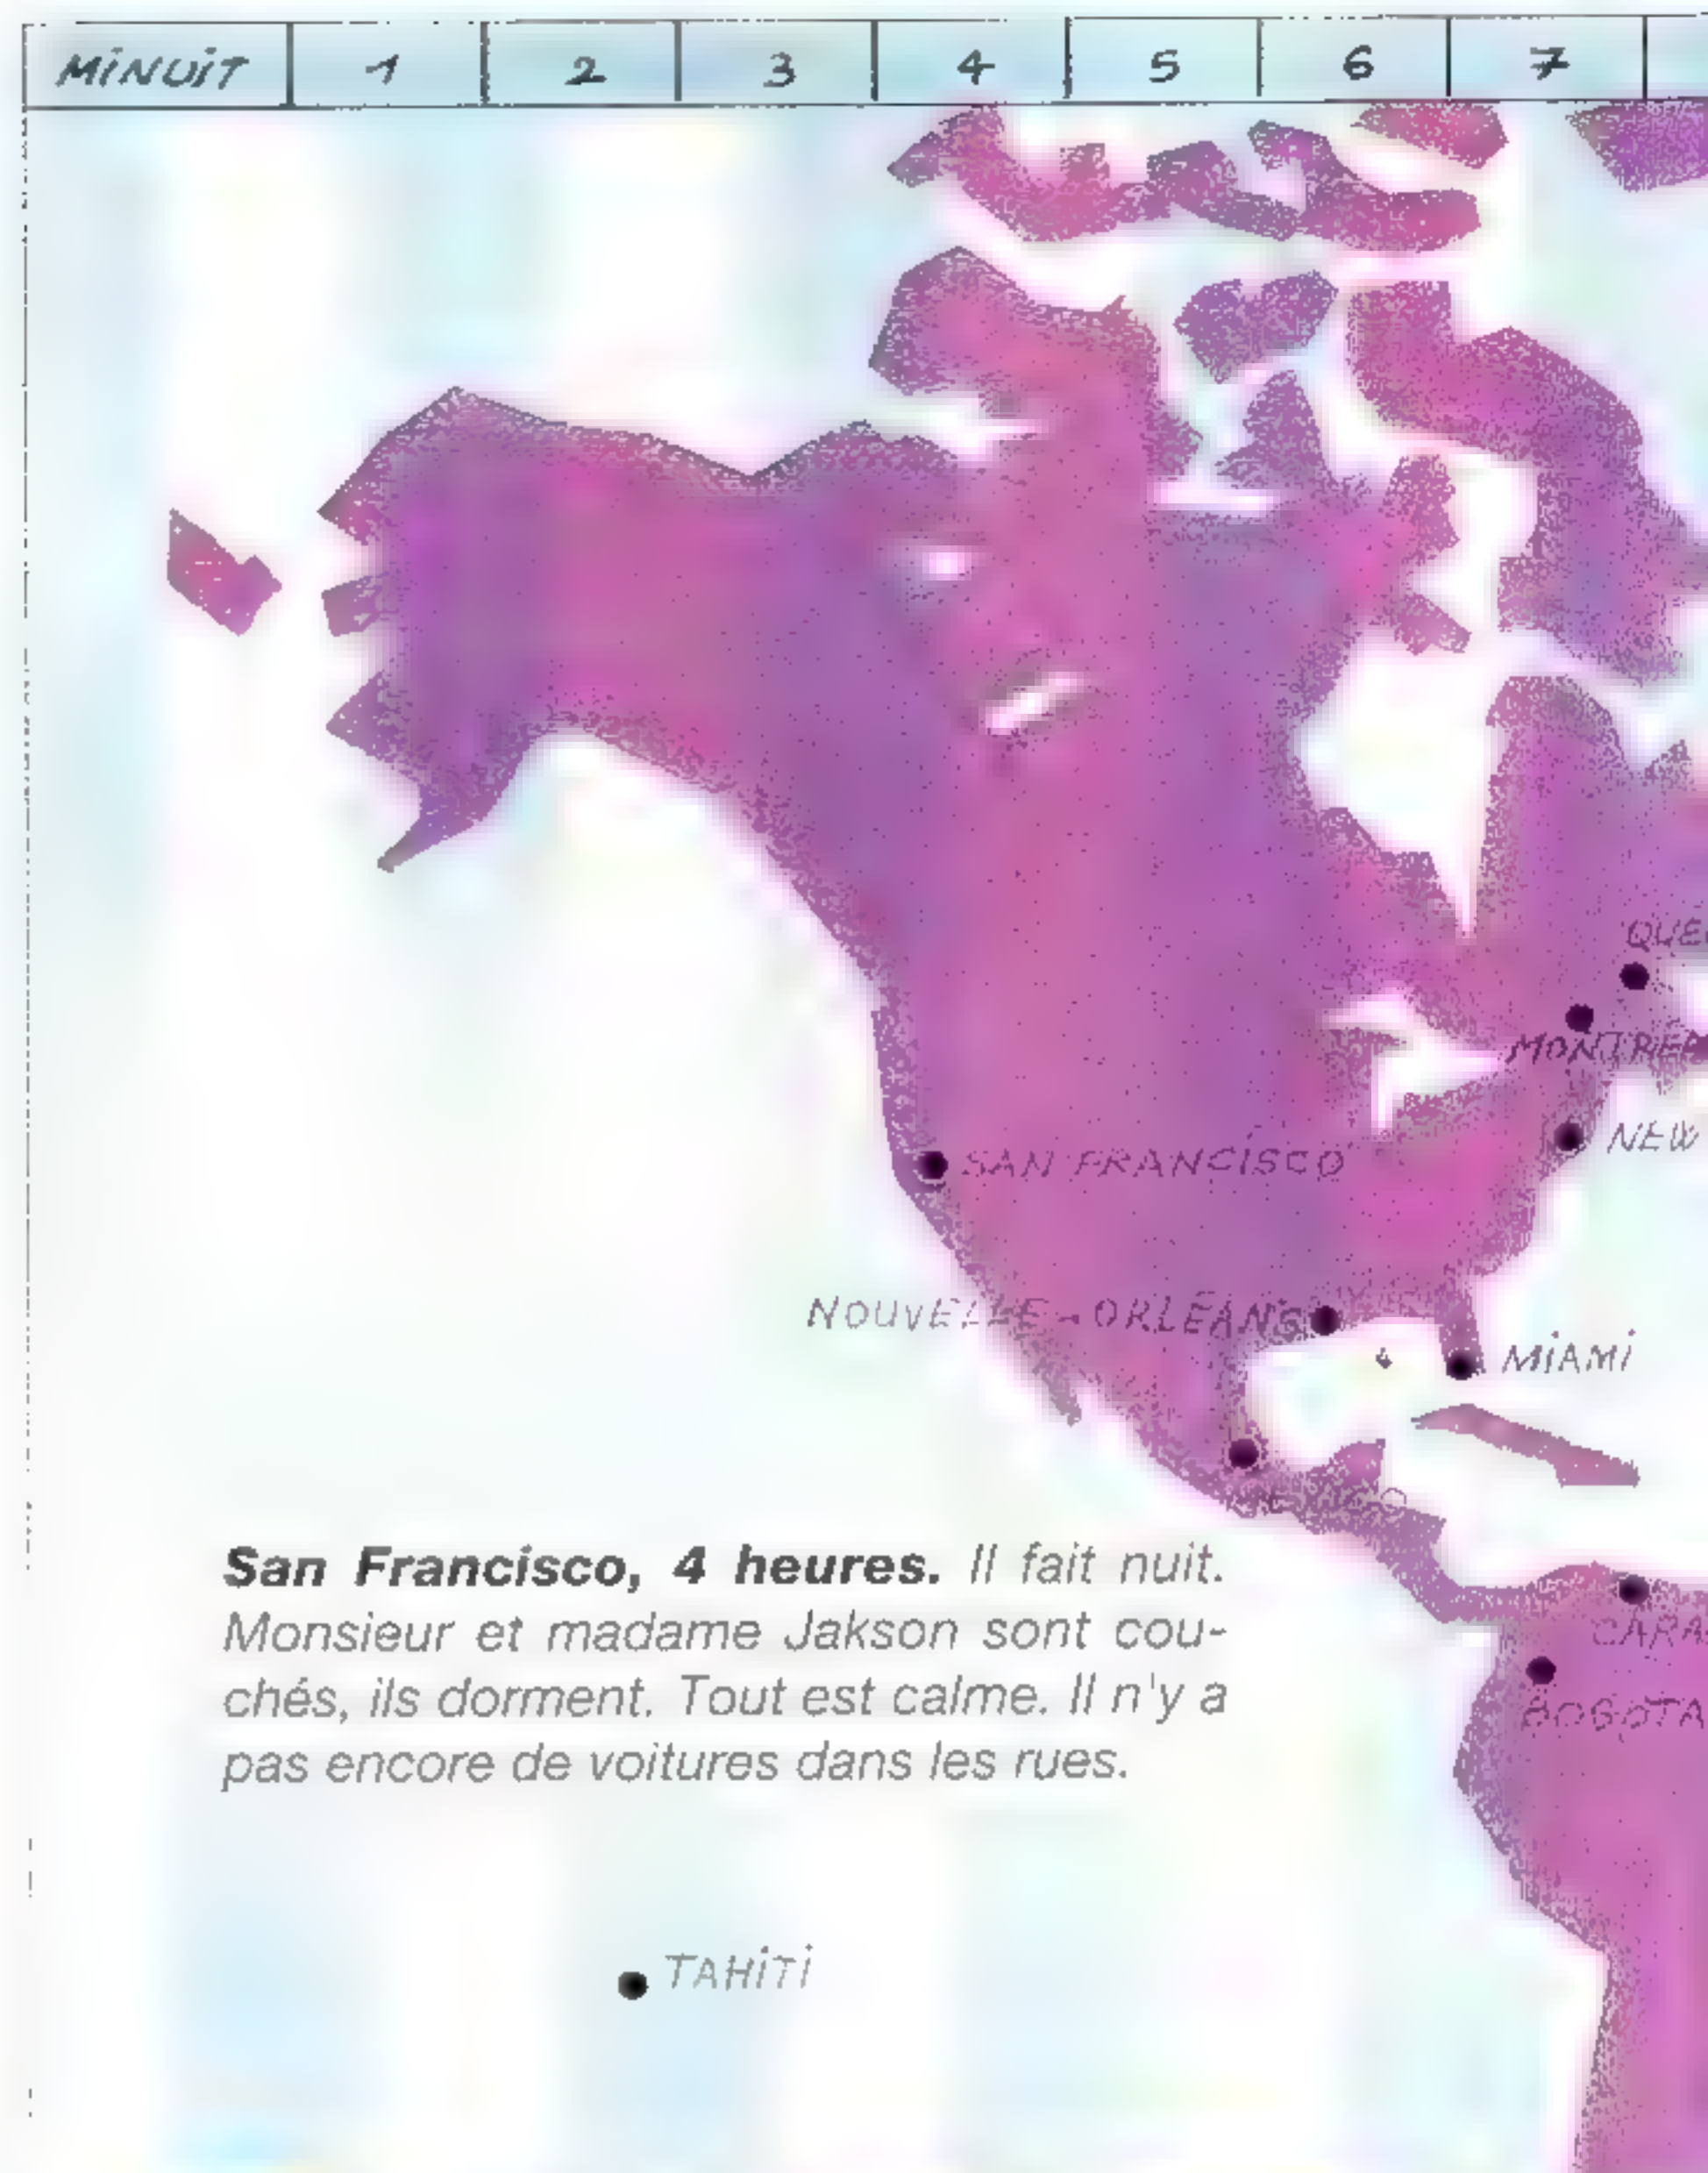 MINUIT 1 2 3 4 5 6 7
MONTREA
NEW
SAN FRANCISCO
NOUVELLE-ORLEANS
MIAMI
San Francisco, 4 heures. Il fait nuit.
Monsieur et madame Jakson sont cou-
chés, ils dorment. Tout est calme. Il n'y a
pas encore de voitures dans les rues.
BOGOTA
TAHITI